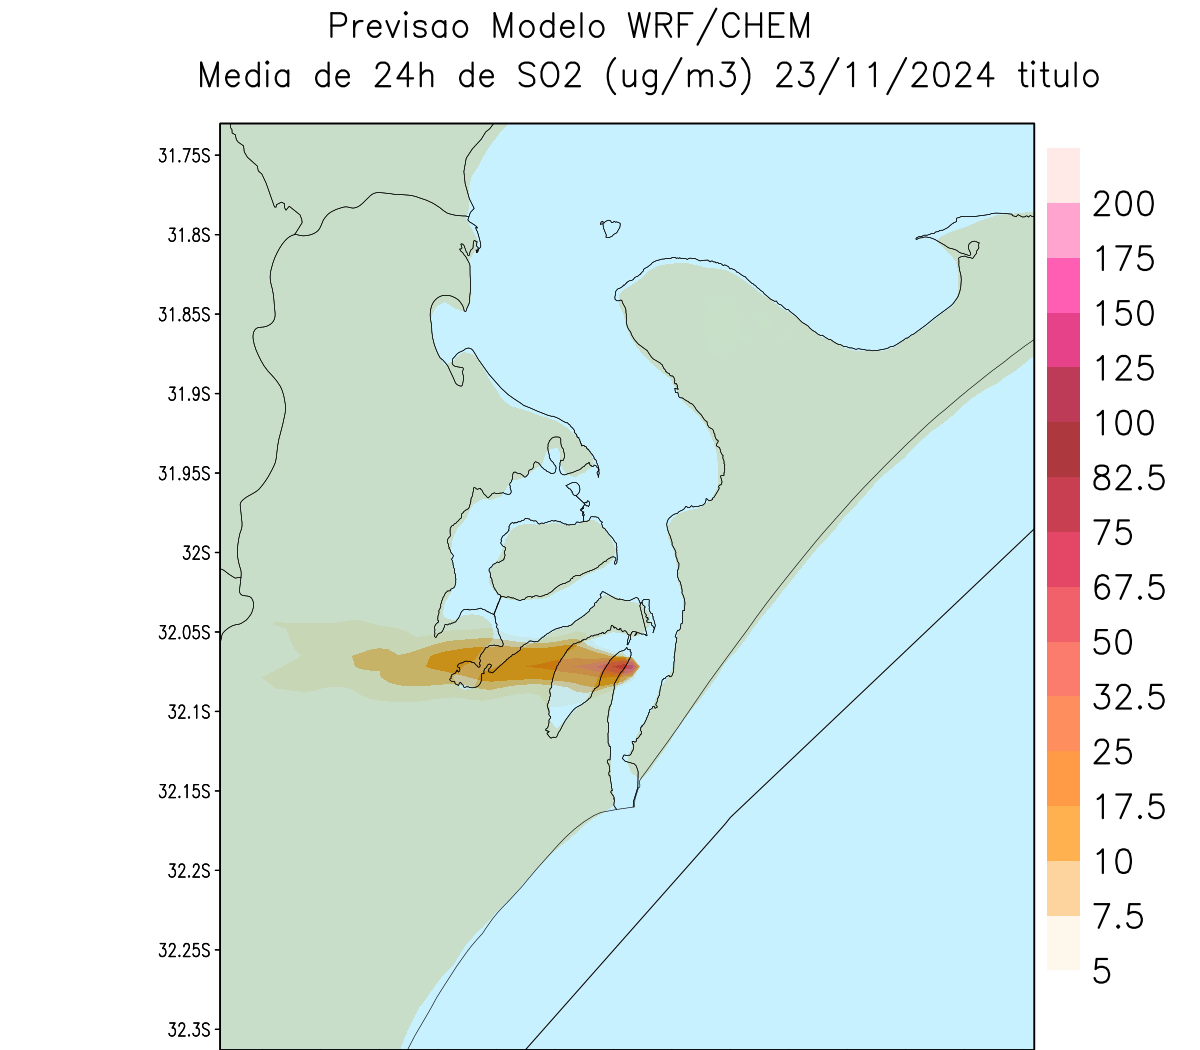 Previsao Modelo WRF/CHEM
Media de 24h de SO2 (ug/m3) 23/11/2024 titulo
31.75S
31.8S
31.85S
31.9S
31.95S
32S
32.05S
32.1S
32.15S
32.2S
32.25S
32.3S
200
175
150
125
100
82.5
75
67.5
50
32.5
25
17.5
10
7.5
5